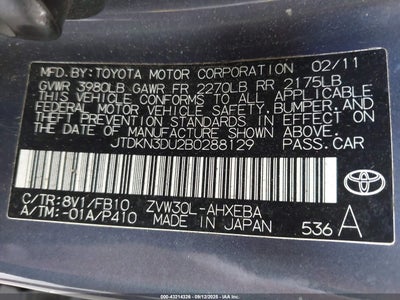 MFD. BY: TOYOTA MOTOR CORPORATION 02/11
GVWR 3980LB GAWR FR 2270LB RR 2175LB
THIS VEHICLE CONFORMS TO ALL APPLICABLE
FEDERAL MOTOR VEHICLE SAFETY, BUMPER, AND
THEFT PREVENTION STANDARDS IN EFFECT ON
THE DATE OF MANUFACTURE SHOWN ABOVE.
JTDKN3DU2B0288129 PASS. CAR
TOYOTA
C/TR: 8V1/FB10 ZVW30L-AHXEBA
A/TM: -01A/P410 MADE IN JAPAN 536 A
000-43214326 - 09/12/2025 - 000000